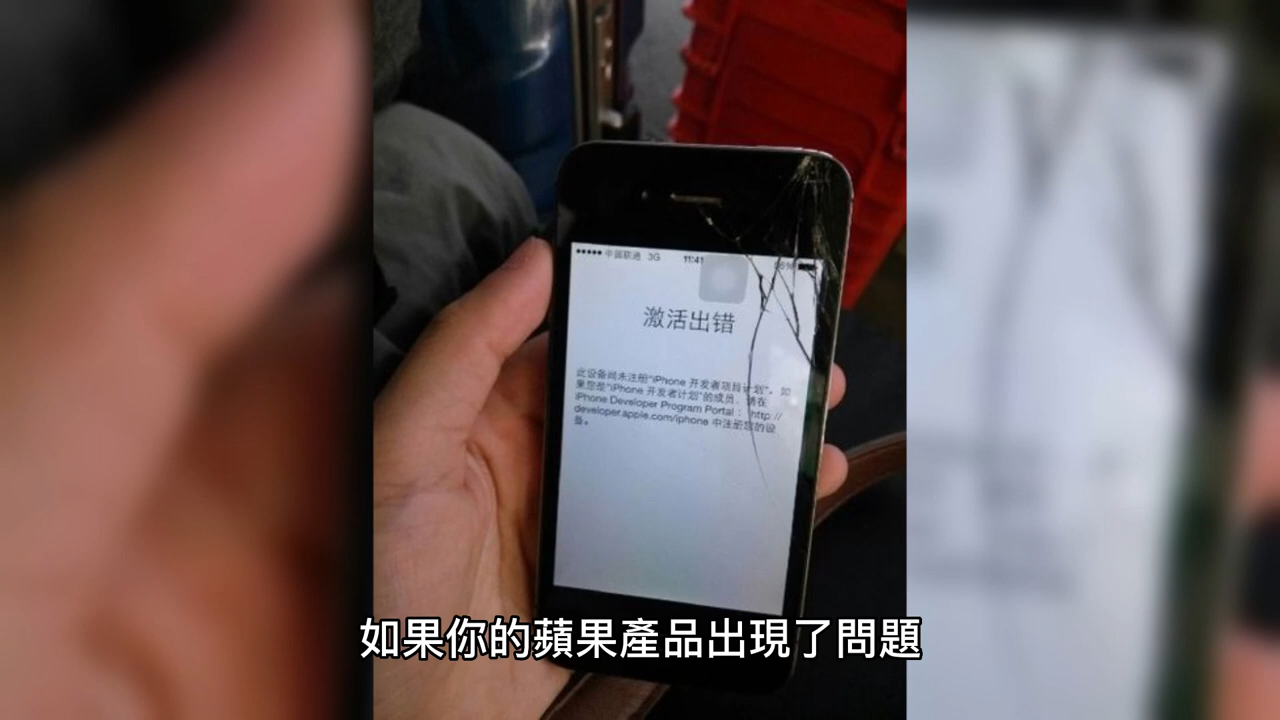 中国联通 3G 11:41
激活出错
此设备尚未注册“iPhone 开发者项目计划”。如
果您是“iPhone 开发者计划”的成员，请在
iPhone Developer Program Portal： http://
developer.apple.com/iphone 中注册您的设
备。
如果你的蘋果產品出現了問題